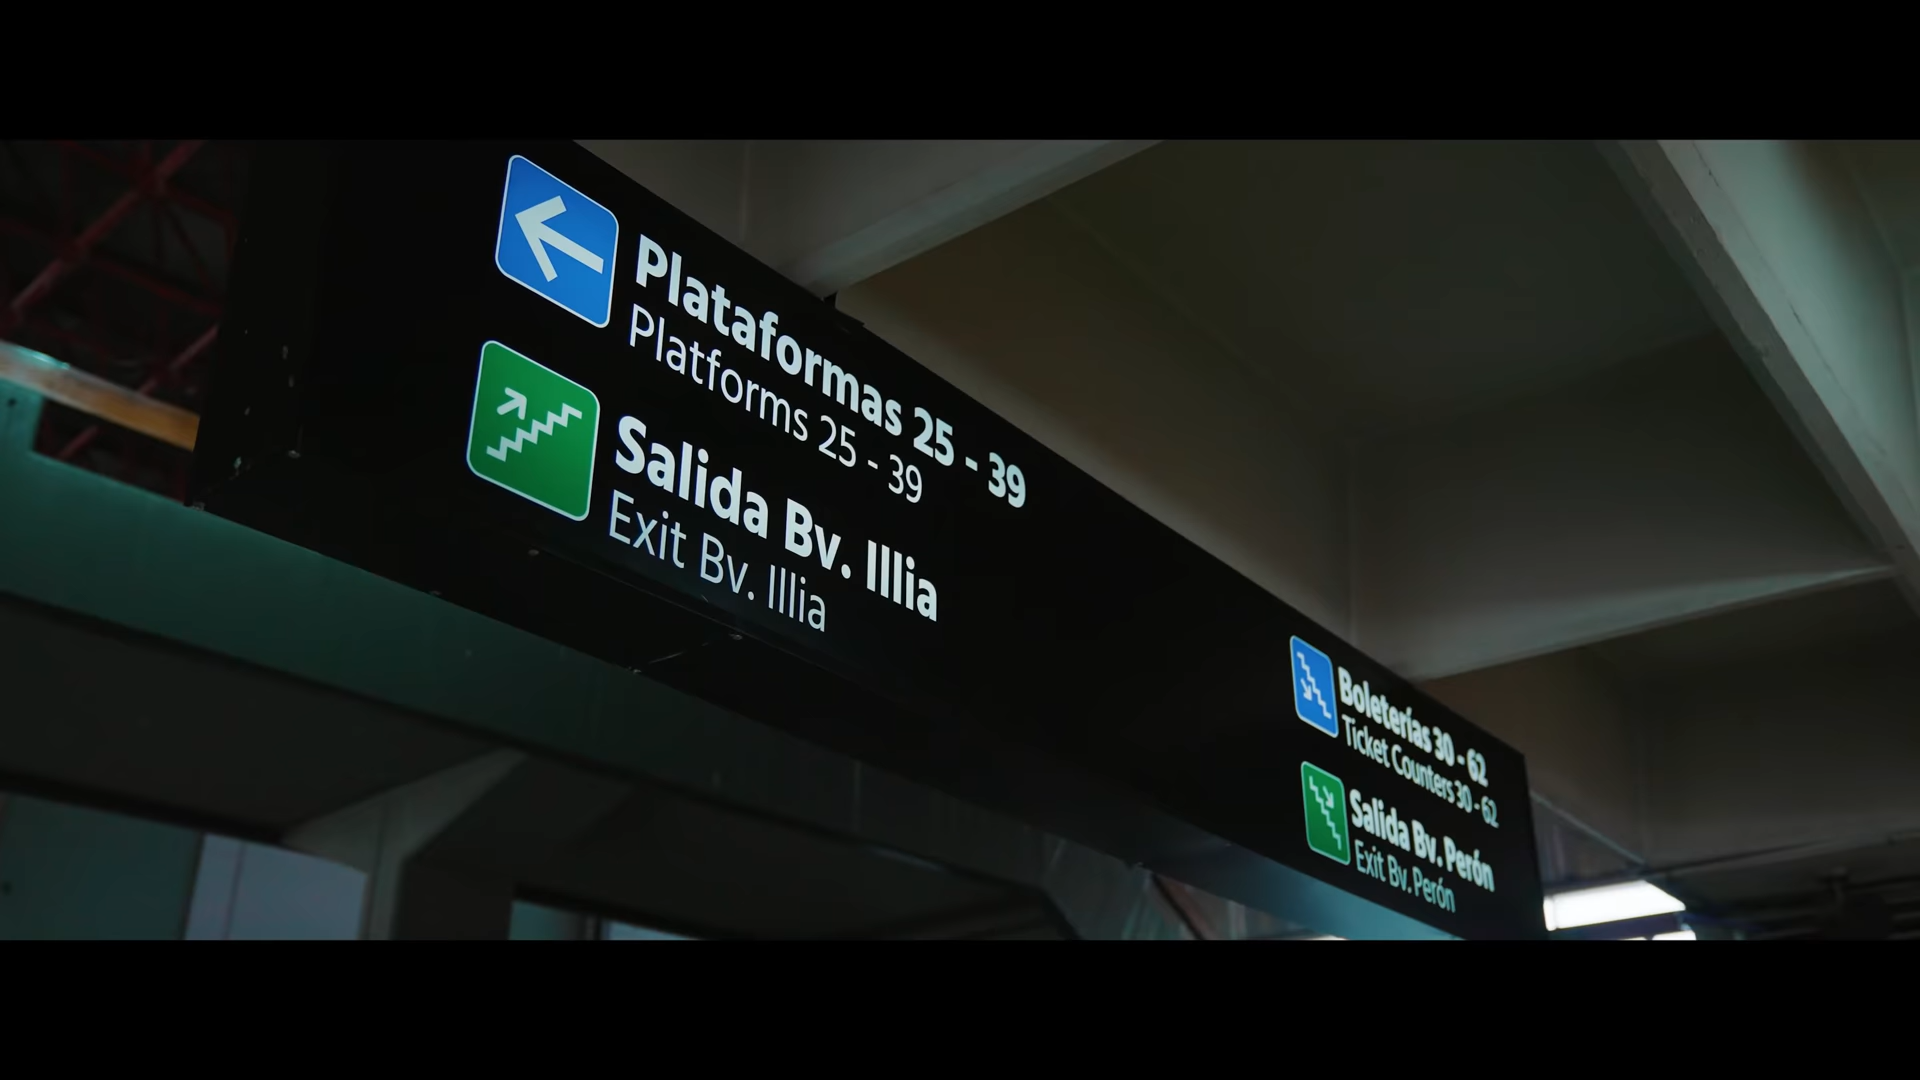 Plataformas 25 - 39
Platforms 25 - 39
Salida Bv. Illia
Exit Bv. Illia
Boleterías 30 - 62
Ticket Counters 30 - 62
Salida Bv. Perón
Exit Bv. Perón